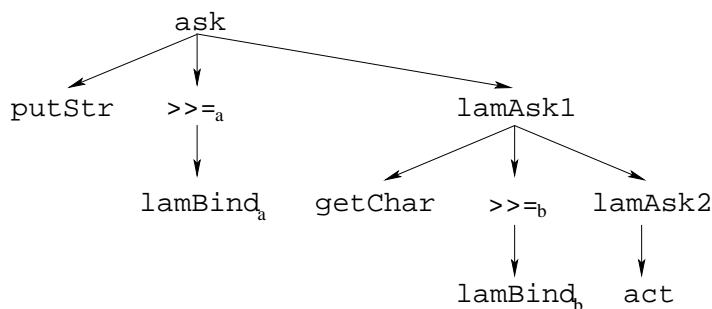 ask
putStr >>=a lamAsk1
lamBinda getChar >>=b lamAsk2
lamBindb act